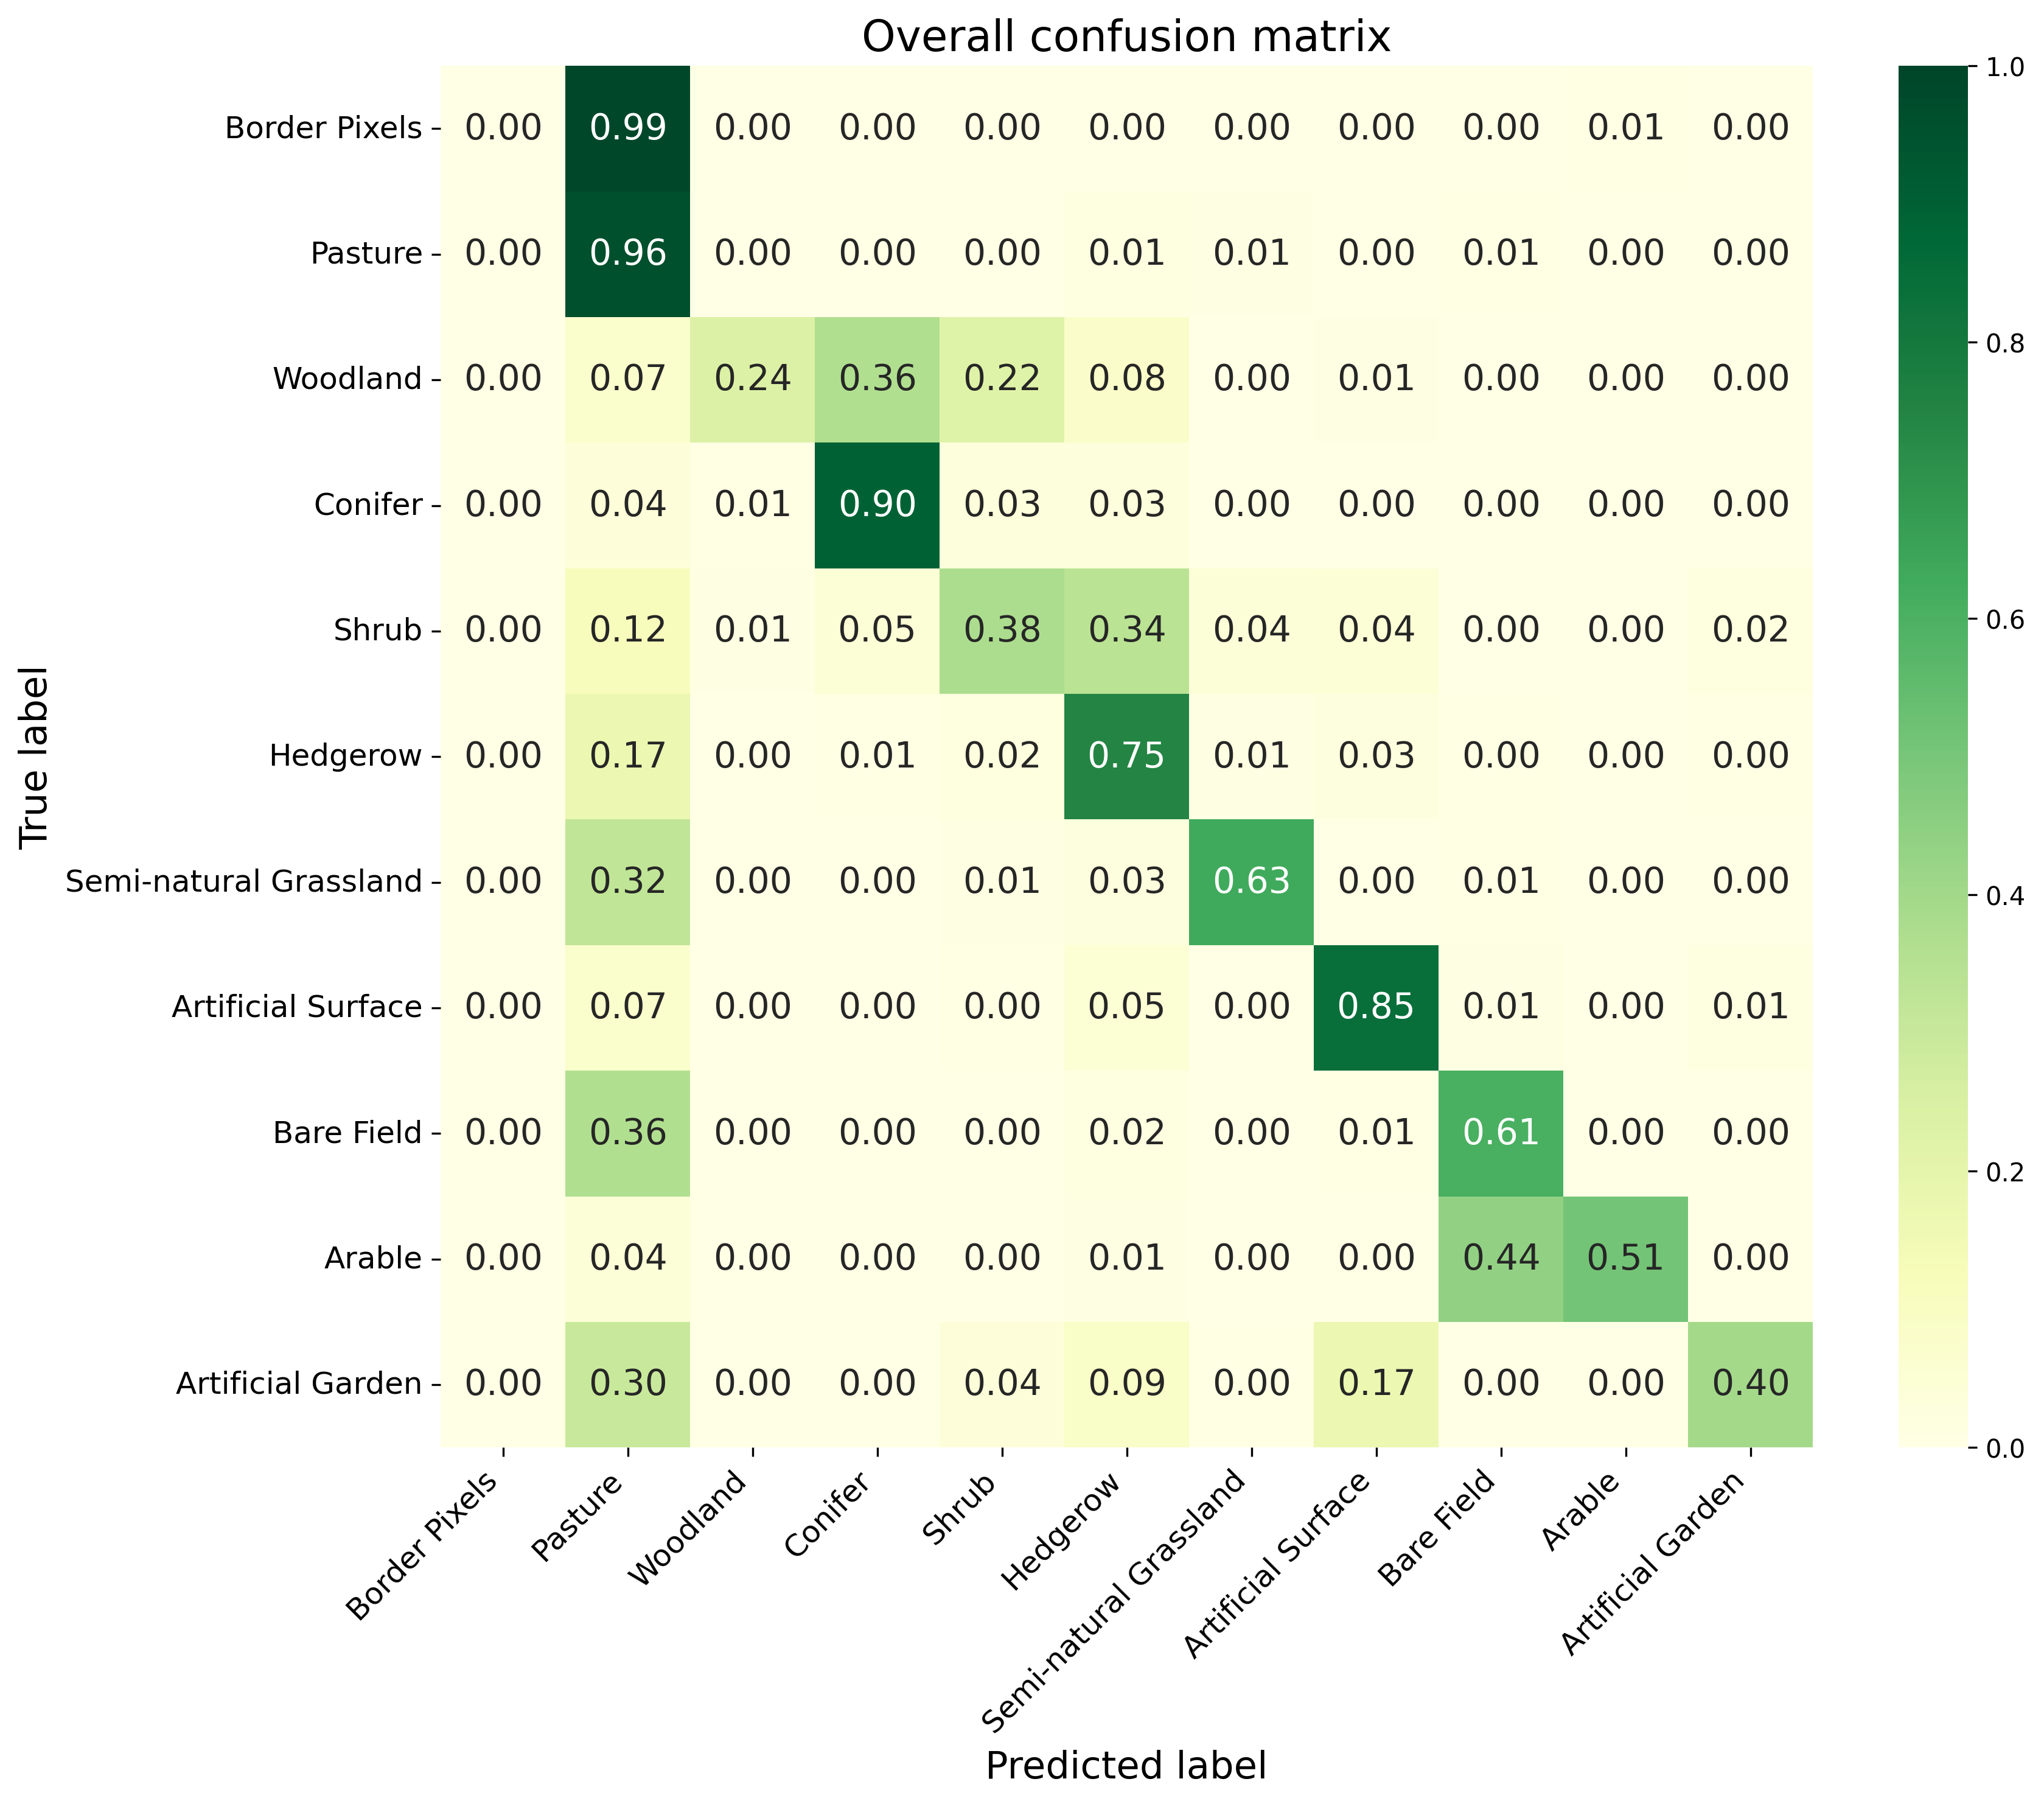 Overall confusion matrix
Border Pixels 0.00 0.99 0.00 0.00 0.00 0.00 0.00 0.00 0.00 0.01 0.00
Pasture 0.00 0.96 0.00 0.00 0.00 0.01 0.01 0.00 0.01 0.00 0.00
Woodland 0.00 0.07 0.24 0.36 0.22 0.08 0.00 0.01 0.00 0.00 0.00
Conifer 0.00 0.04 0.01 0.90 0.03 0.03 0.00 0.00 0.00 0.00 0.00
Shrub 0.00 0.12 0.01 0.05 0.38 0.34 0.04 0.04 0.00 0.00 0.02
Hedgerow 0.00 0.17 0.00 0.01 0.02 0.75 0.01 0.03 0.00 0.00 0.00
Semi-natural Grassland 0.00 0.32 0.00 0.00 0.01 0.03 0.63 0.00 0.01 0.00 0.00
Artificial Surface 0.00 0.07 0.00 0.00 0.00 0.05 0.00 0.85 0.01 0.00 0.01
Bare Field 0.00 0.36 0.00 0.00 0.00 0.02 0.00 0.01 0.61 0.00 0.00
Arable 0.00 0.04 0.00 0.00 0.00 0.01 0.00 0.00 0.44 0.51 0.00
Artificial Garden 0.00 0.30 0.00 0.00 0.04 0.09 0.00 0.17 0.00 0.00 0.40
True label
Border Pixels
Pasture
Woodland
Conifer
Shrub
Hedgerow
Semi-natural Grassland
Artificial Surface
Bare Field
Arable
Artificial Garden
Predicted label
1.0
0.8
0.6
0.4
0.2
0.0